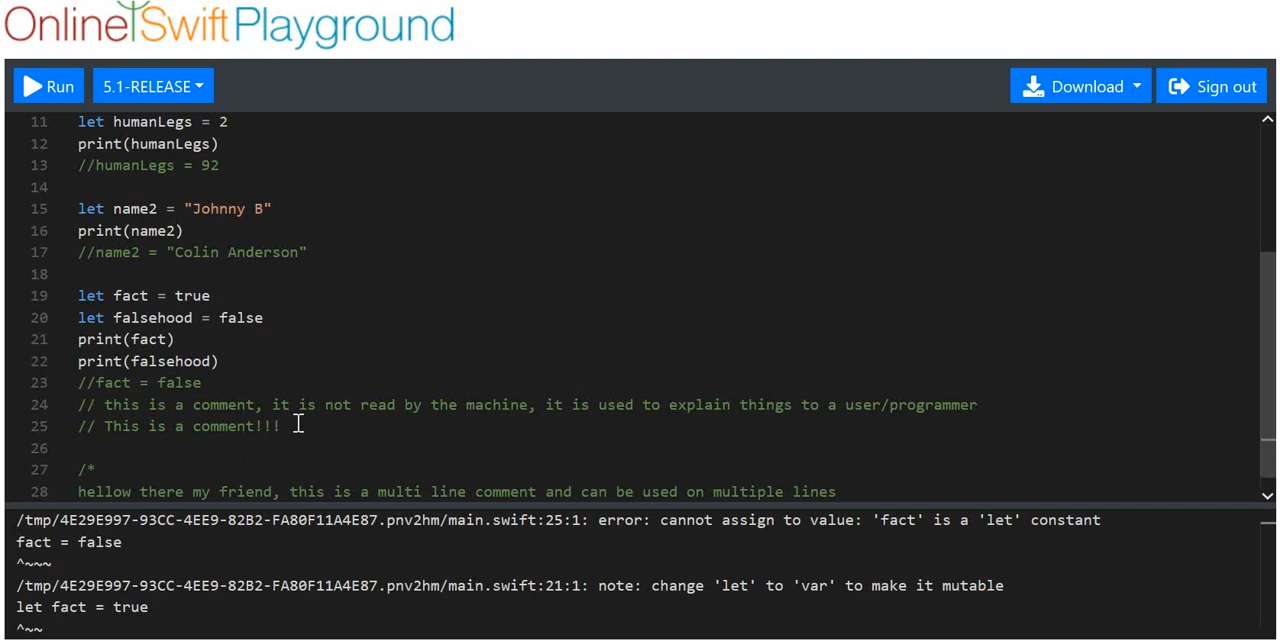 Online Swift Playground
Run 5.1-RELEASE Download Sign out
11 let humanLegs = 2
12 print(humanLegs)
13 //humanLegs = 92
14
15 let name2 = "Johnny B"
16 print(name2)
17 //name2 = "Colin Anderson"
18
19 let fact = true
20 let falsehood = false
21 print(fact)
22 print(falsehood)
23 //fact = false
24 // this is a comment, it is not read by the machine, it is used to explain things to a user/programmer
25 // This is a comment!!!
26
27 /*
28 hellow there my friend, this is a multi line comment and can be used on multiple lines
/tmp/4E29E997-93CC-4EE9-82B2-FA80F11A4E87.pnv2hm/main.swift:25:1: error: cannot assign to value: 'fact' is a 'let' constant
fact = false
^~~~
/tmp/4E29E997-93CC-4EE9-82B2-FA80F11A4E87.pnv2hm/main.swift:21:1: note: change 'let' to 'var' to make it mutable
let fact = true
^~~